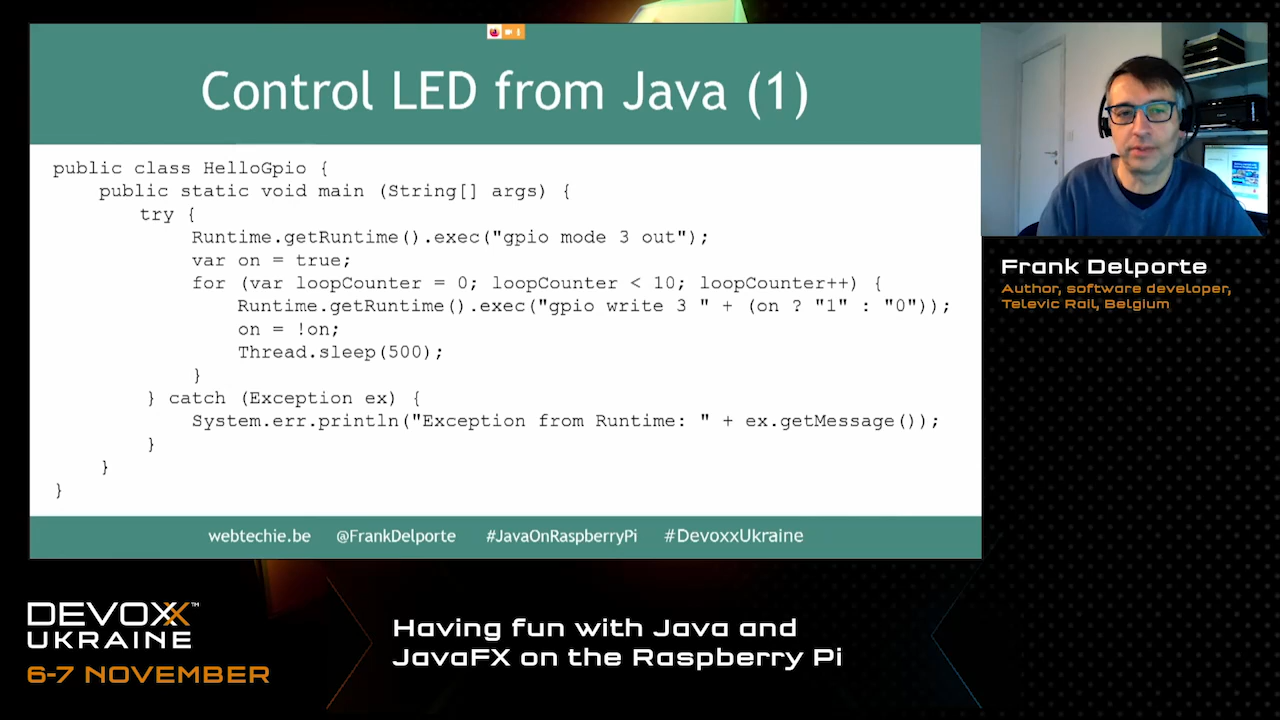 Control LED from Java (1)
public class HelloGpio {
public static void main (String[] args) {
try {
Runtime.getRuntime().exec("gpio mode 3 out");
var on = true;
for (var loopCounter = 0; loopCounter < 10; loopCounter++) {
Runtime.getRuntime().exec("gpio write 3 " + (on ? "1" : "0"));
on = !on;
Thread.sleep(500);
}
} catch (Exception ex) {
System.err.println("Exception from Runtime: " + ex.getMessage());
}
}
}
webtechie.be @FrankDelporte #JavaOnRaspberryPi #DevoxxUkraine
Frank Delporte
Author, software developer,
Televic Rail, Belgium
DEVOXX™
UKRAINE
6-7 NOVEMBER
Having fun with Java and
JavaFX on the Raspberry Pi